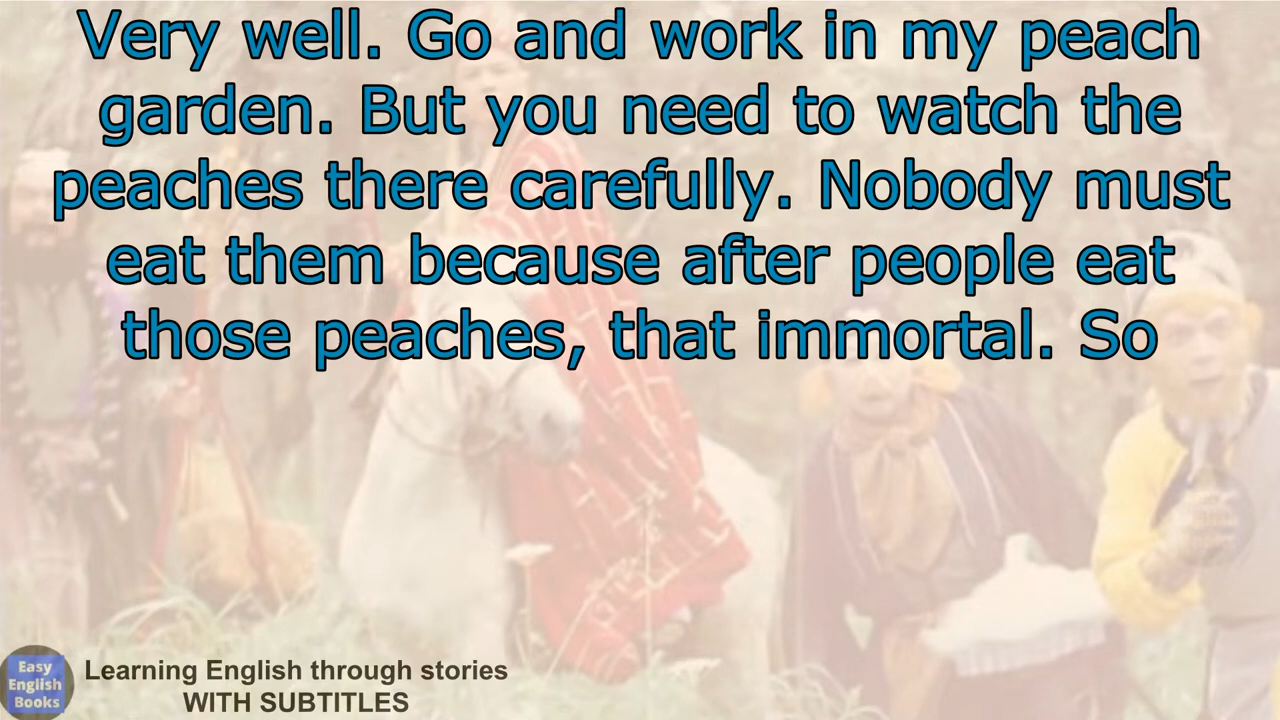 Very well. Go and work in my peach
garden. But you need to watch the
peaches there carefully. Nobody must
eat them because after people eat
those peaches, that immortal. So
Easy
English
Books
Learning English through stories
WITH SUBTITLES